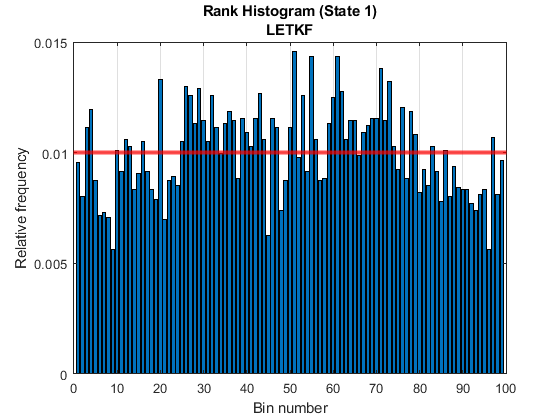 Rank Histogram (State 1)
LETKF
0.015
0.01
0.005
0
Relative frequency
0 10 20 30 40 50 60 70 80 90 100
Bin number